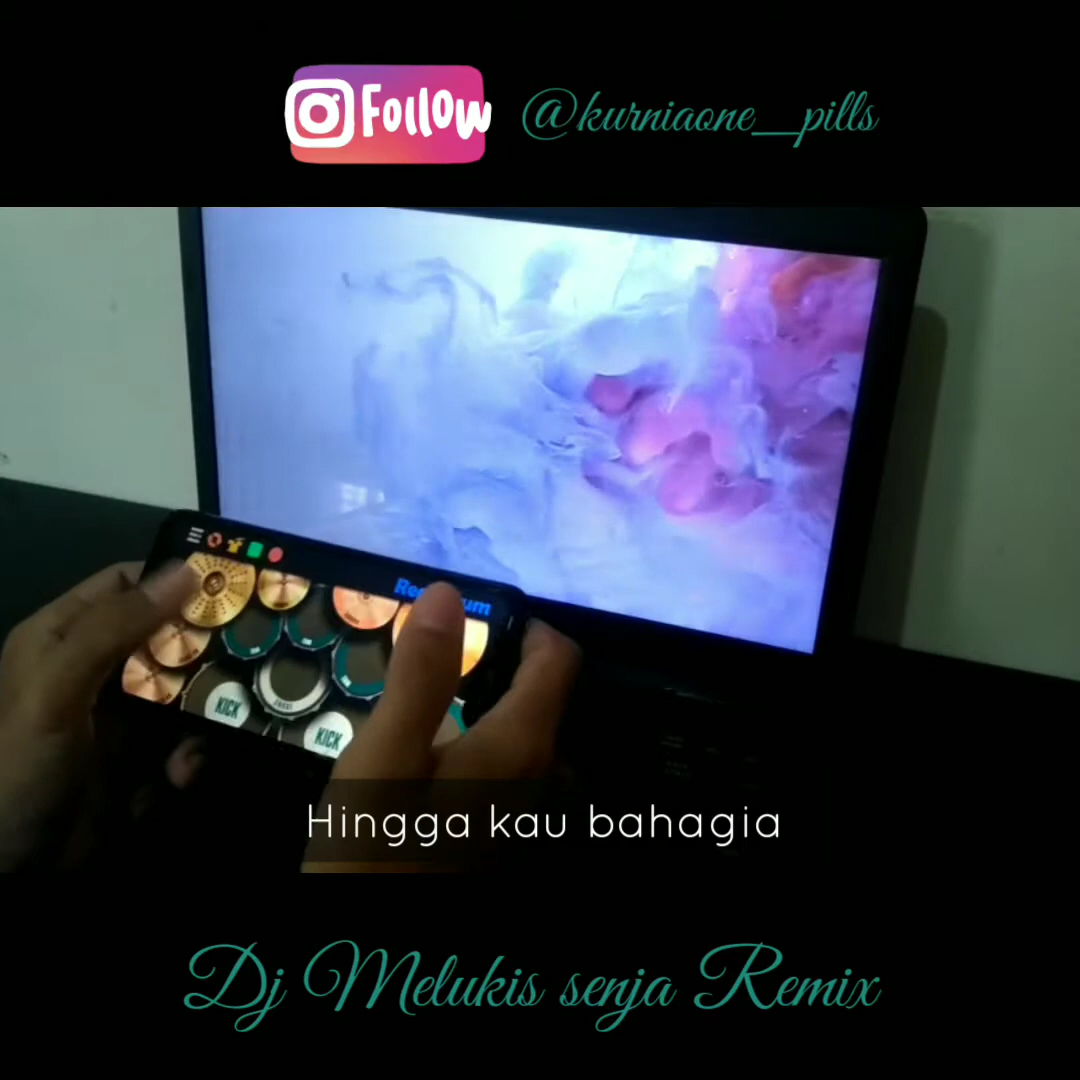 Follow @kurniaone_pills
KICK
KICK
Hingga kau bahagia
Dj Melukis senja Remix